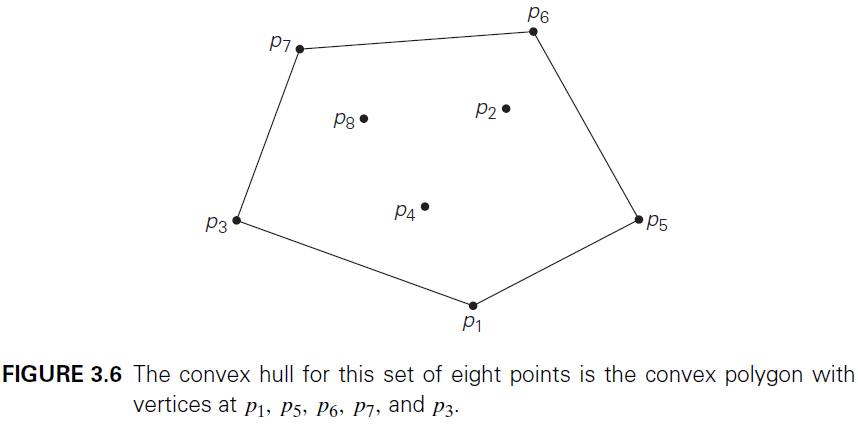 p6
p7
p2
p8
p4
p3
p5
p1
FIGURE 3.6 The convex hull for this set of eight points is the convex polygon with
vertices at p1, p5, p6, p7, and p3.